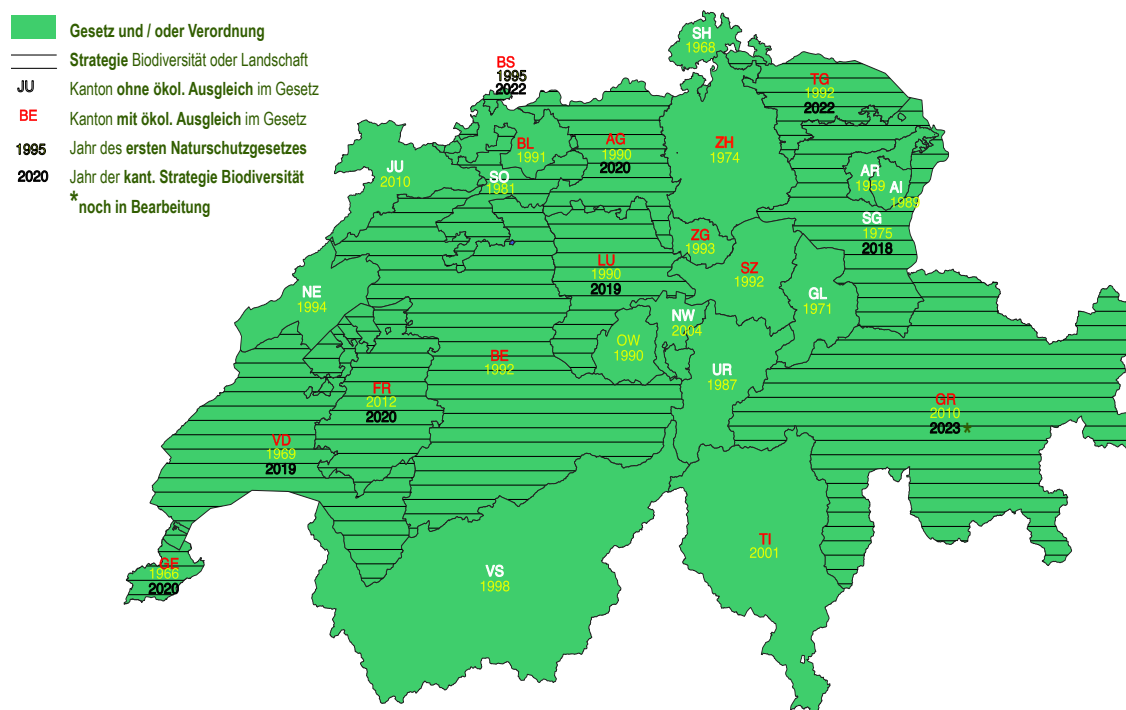 Gesetz und / oder Verordnung
Strategie Biodiversität oder Landschaft
JU Kanton ohne ökol. Ausgleich im Gesetz
BE Kanton mit ökol. Ausgleich im Gesetz
1995 Jahr des ersten Naturschutzgesetzes
2020 Jahr der kant. Strategie Biodiversität
*noch in Bearbeitung
SH
1968
BS
1995
2022
TG
1992
2022
BL
1991
AG
1990
2020
ZH
1974
JU
2010
SO
1981
AR
1959
AI
1989
SG
1975
2018
ZG
1993
LU
1990
2019
SZ
1992
NE
1994
GL
1971
NW
2004
OW
1990
BE
1992
UR
1987
FR
2012
2020
GR
2010
2023*
VD
1969
2019
TI
2001
GE
1966
2020
VS
1998